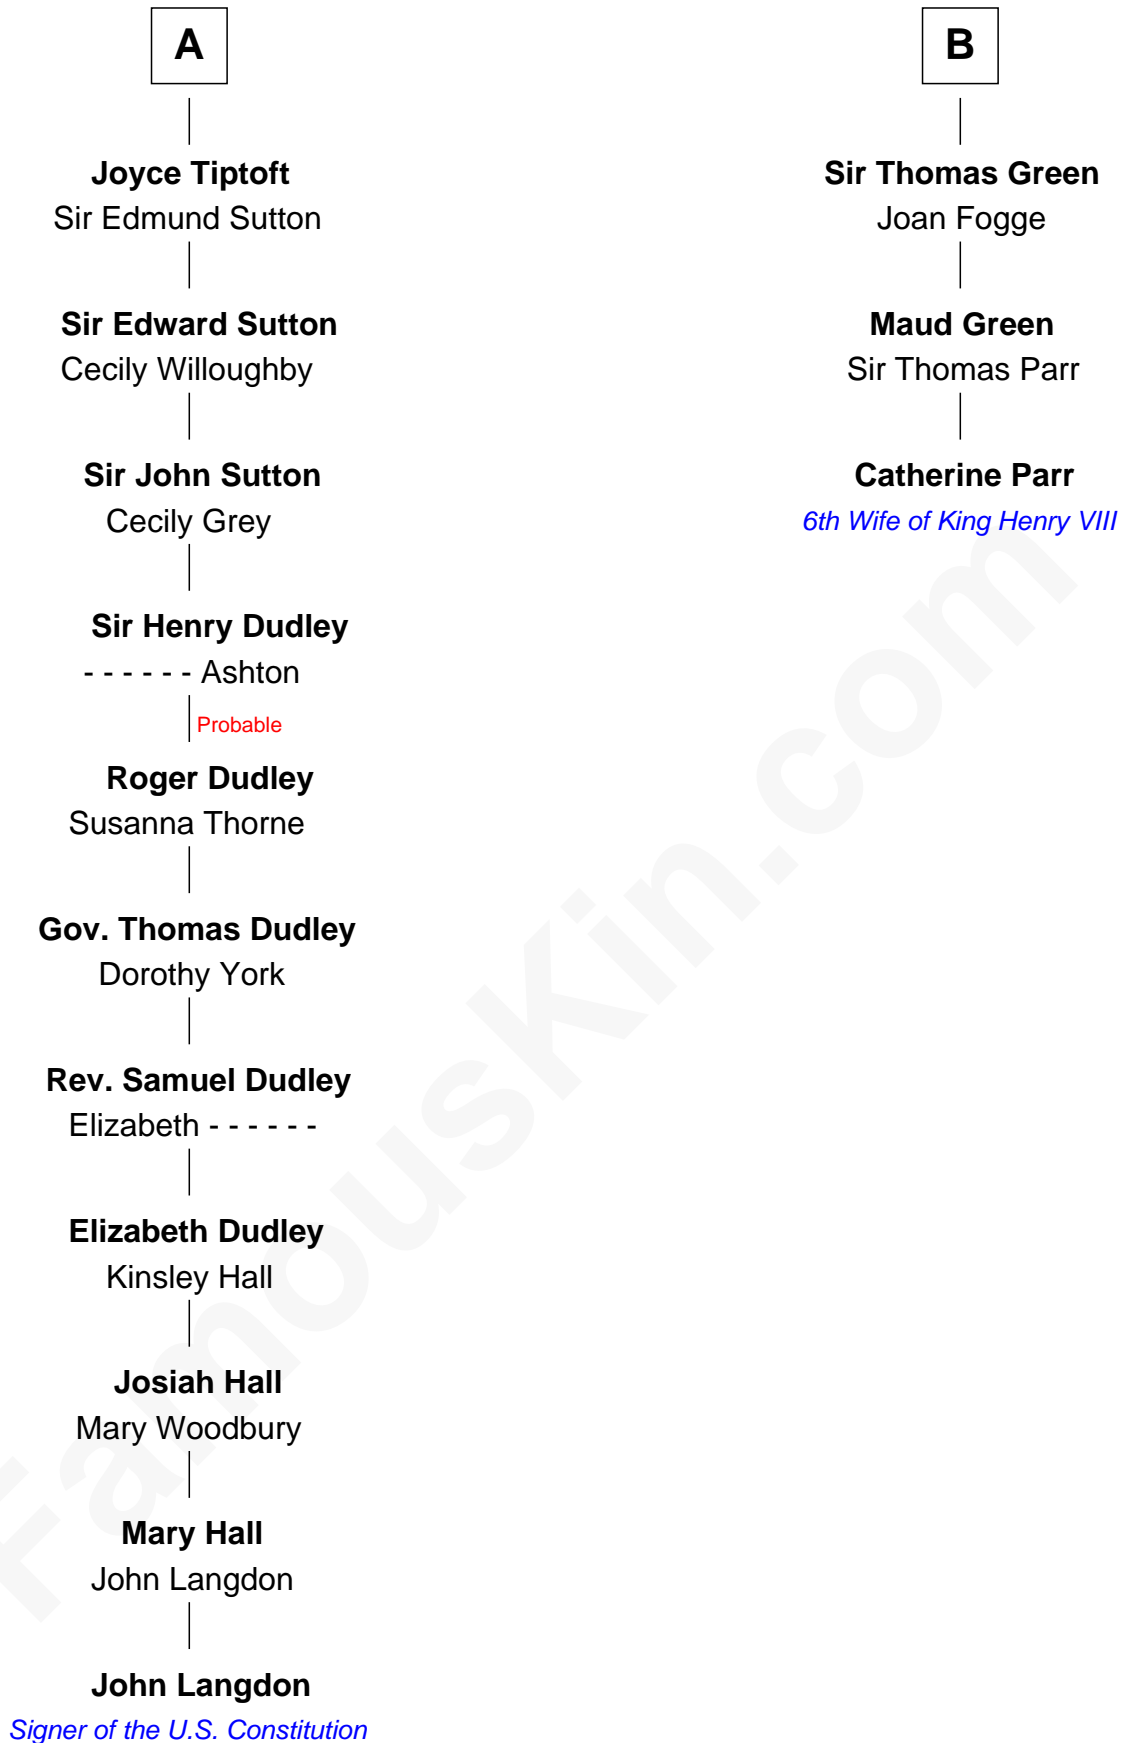 A
B
Joyce Tiptoft
Sir Edmund Sutton
Sir Thomas Green
Joan Fogge
Sir Edward Sutton
Cecily Willoughby
Maud Green
Sir Thomas Parr
Sir John Sutton
Cecily Grey
Catherine Parr
6th Wife of King Henry VIII
Sir Henry Dudley
- - - - - - Ashton
Probable
Roger Dudley
Susanna Thorne
Gov. Thomas Dudley
Dorothy York
Rev. Samuel Dudley
Elizabeth - - - - - -
Elizabeth Dudley
Kinsley Hall
Josiah Hall
Mary Woodbury
Mary Hall
John Langdon
John Langdon
Signer of the U.S. Constitution
FamousKin.com